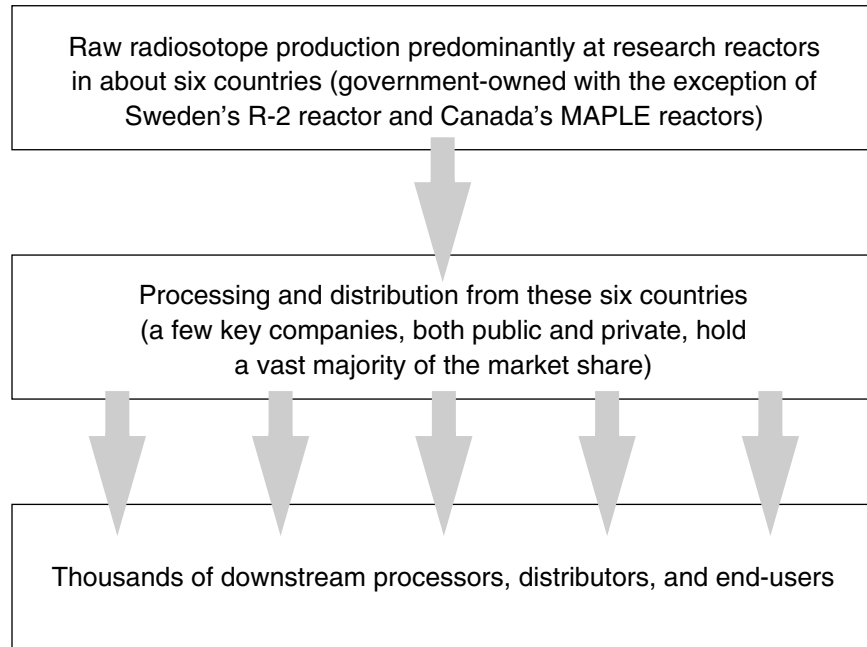 Raw radiosotope production predominantly at research reactors
in about six countries (government-owned with the exception of
Sweden’s R-2 reactor and Canada’s MAPLE reactors)
Processing and distribution from these six countries
(a few key companies, both public and private, hold
a vast majority of the market share)
Thousands of downstream processors, distributors, and end-users